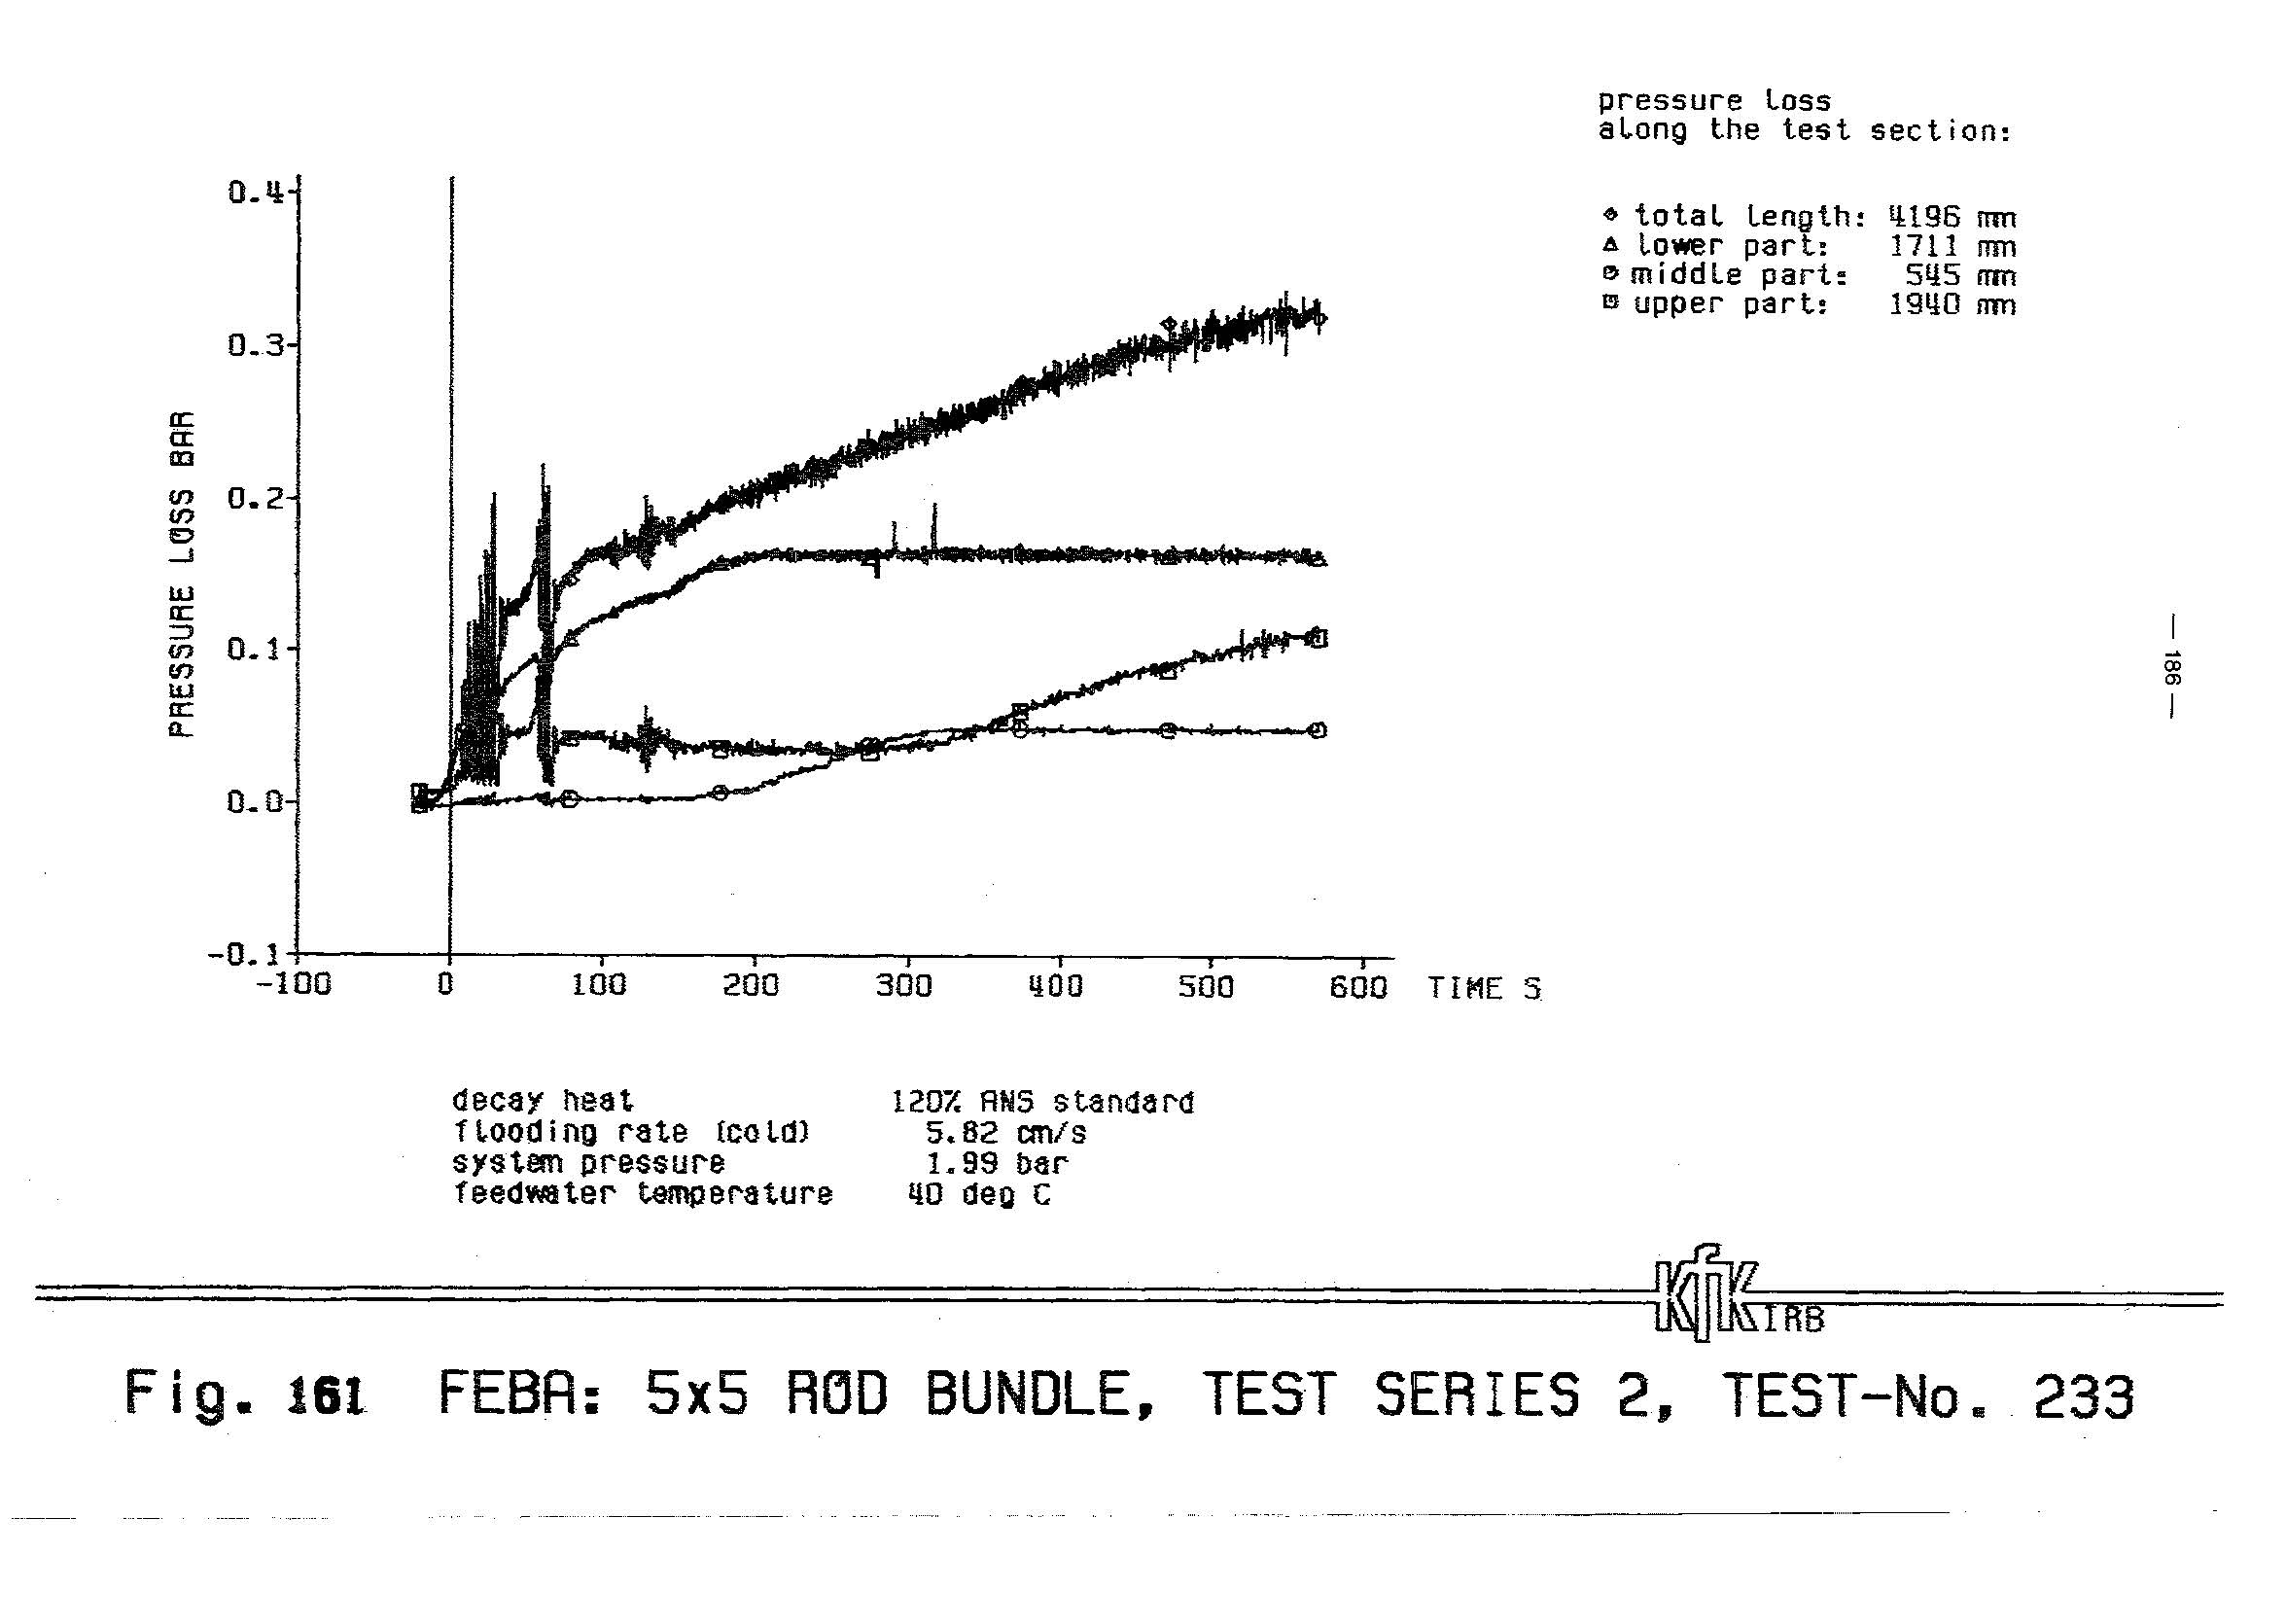 pressure loss
along the test section:
total length: 4196 mm
lower part: 1711 mm
middle part: 545 mm
upper part: 1940 mm
0.4
0.3
0.2
0.1
0.0
-0.1
PRESSURE LOSS BAR
-100 0 100 200 300 400 500 600 TIME S
— 186 —
decay heat 120% ANS standard
flooding rate (cold) 5.82 cm/s
system pressure 1.99 bar
feedwater temperature 40 deg C
KfK IRB
Fig. 161 FEBA: 5x5 ROD BUNDLE, TEST SERIES 2, TEST-No. 233